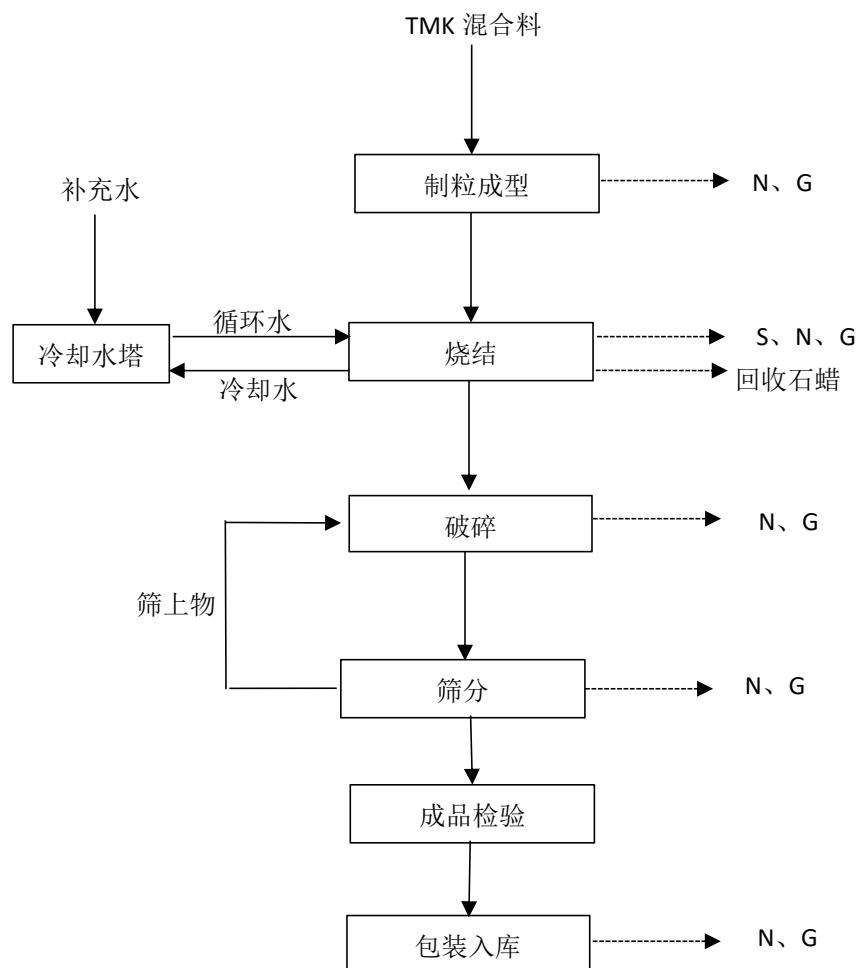 TMK 混合料
制粒成型
N、G
补充水
循环水
冷却水塔
烧结
S、N、G
冷却水
回收石蜡
破碎
N、G
筛上物
筛分
N、G
成品检验
包装入库
N、G